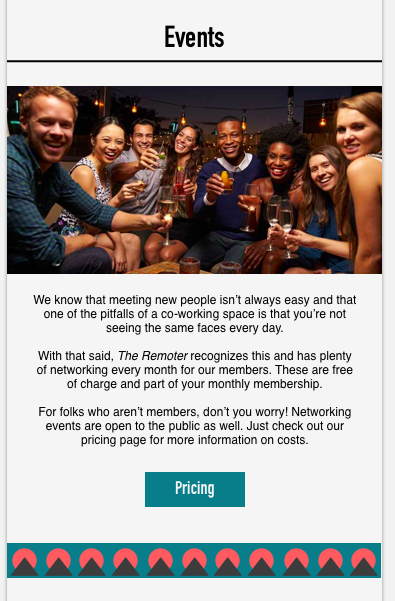 Events
We know that meeting new people isn't always easy and that
one of the pitfalls of a co-working space is that you're not
seeing the same faces every day.
With that said, The Remoter recognizes this and has plenty
of networking every month for our members. These are free
of charge and part of your monthly membership.
For folks who aren't members, don't you worry! Networking
events are open to the public as well. Just check out our
pricing page for more information on costs.
Pricing